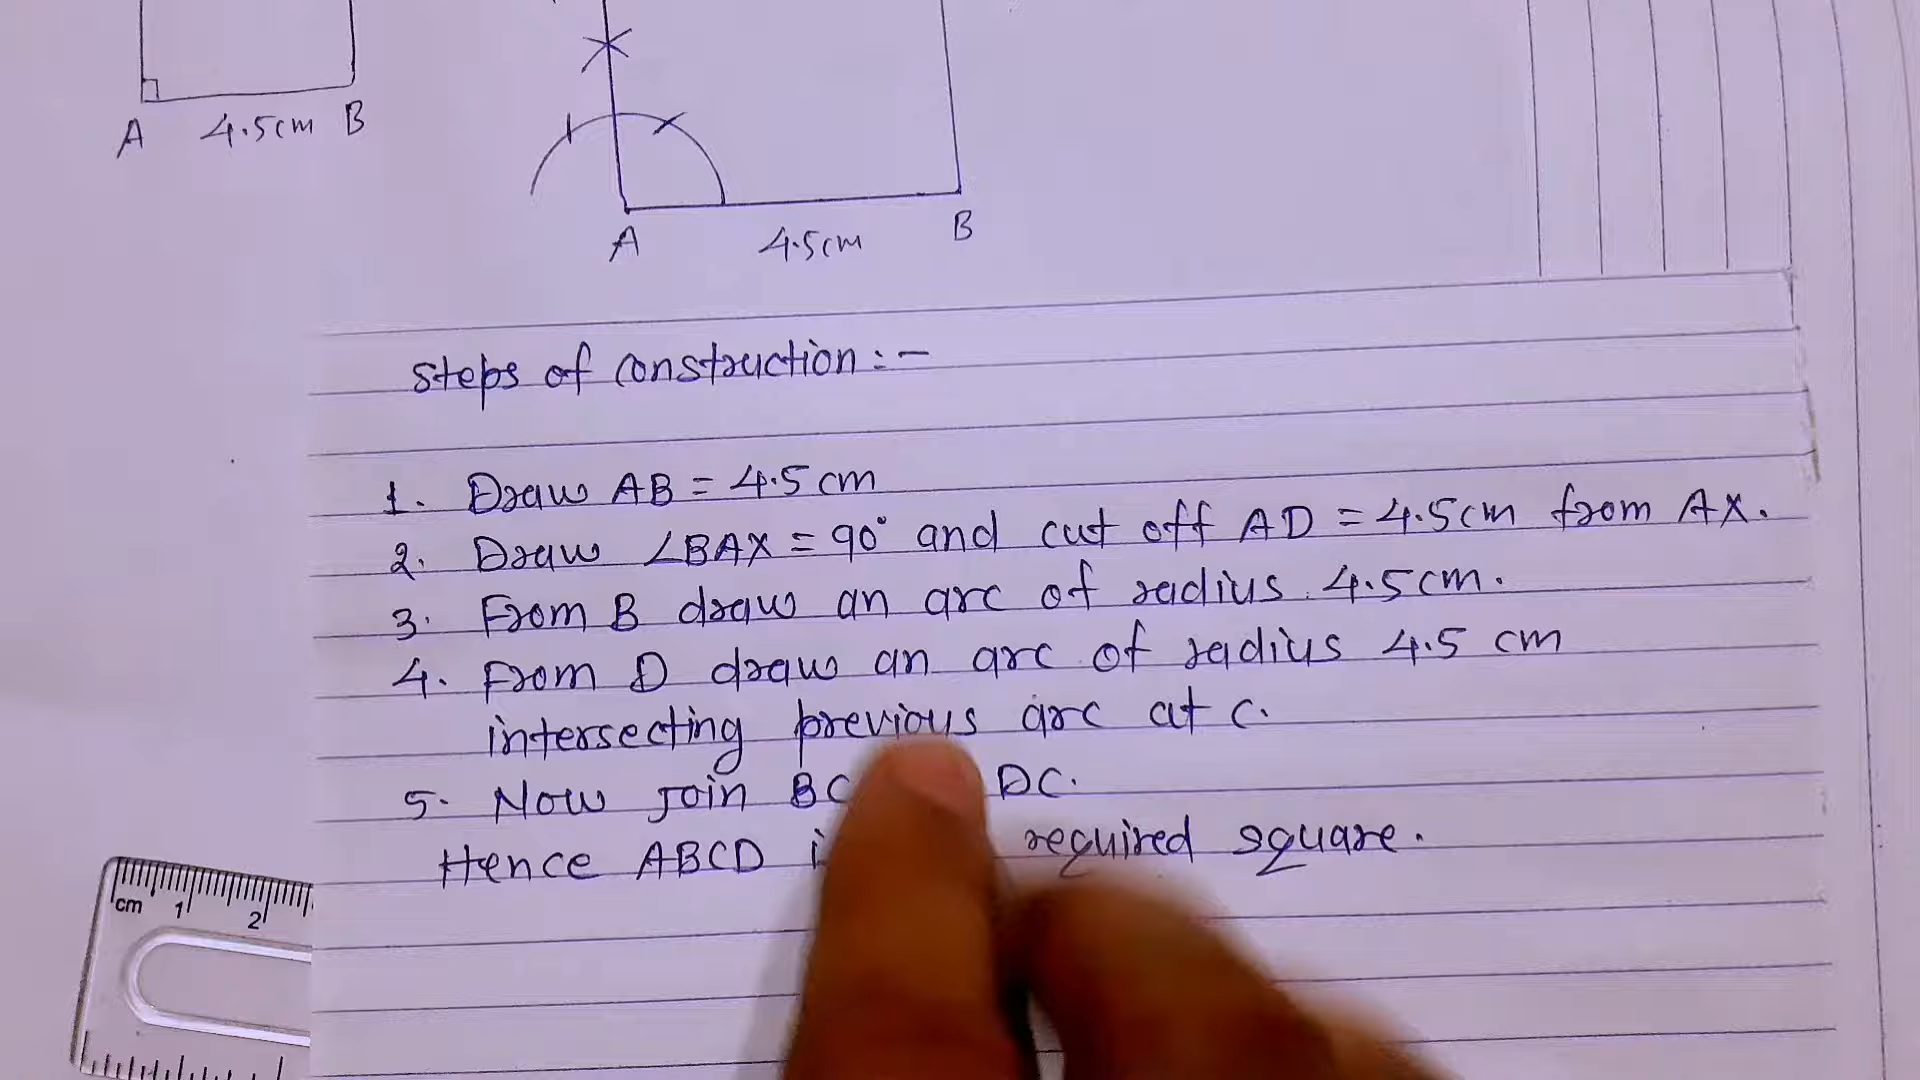 A 4.5cm B
A 4.5cm B
Steps of construction :-
1. Draw AB = 4.5 cm
2. Draw ∠BAX = 90° and cut off AD = 4.5cm from AX.
3. From B draw an arc of radius 4.5cm.
4. From D draw an arc of radius 4.5 cm
intersecting previous arc at C.
5. Now join BC DC.
Hence ABCD required square.
cm 1 2